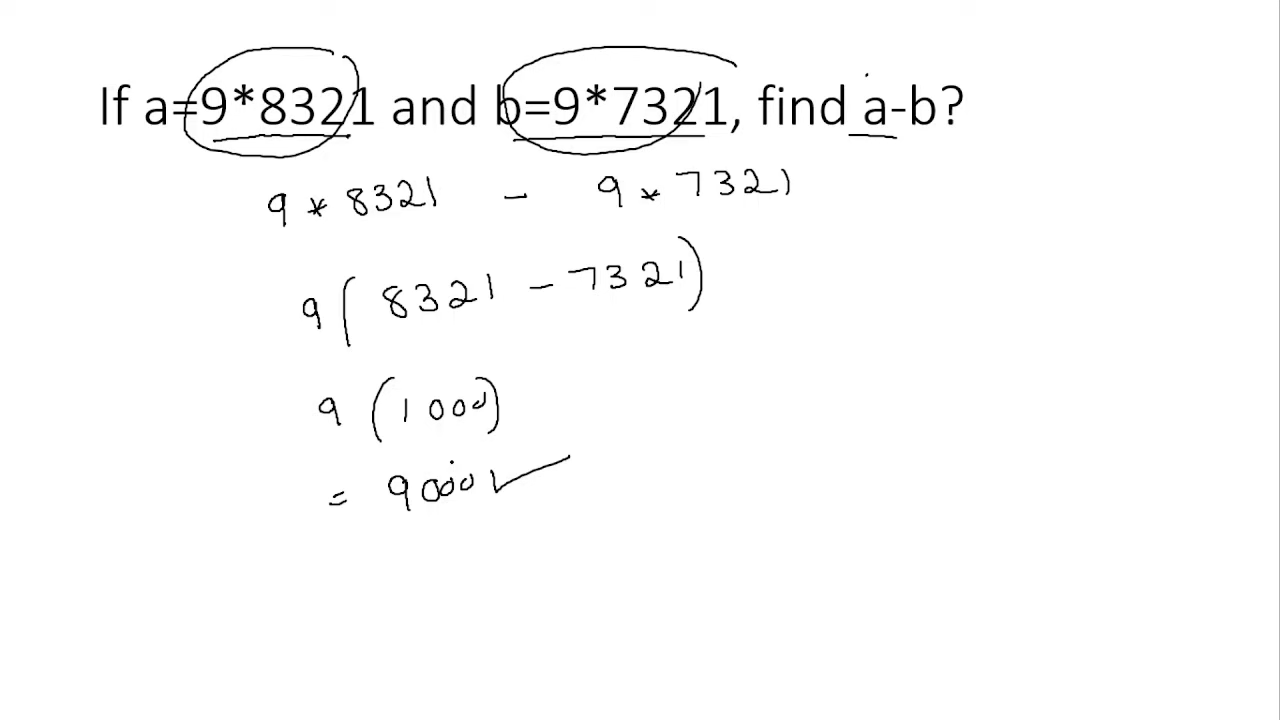 If a=9*8321 and b=9*7321, find a-b?
9 * 8321 - 9 * 7321
9 ( 8321 - 7321 )
9 ( 1000 )
= 9000 ✓